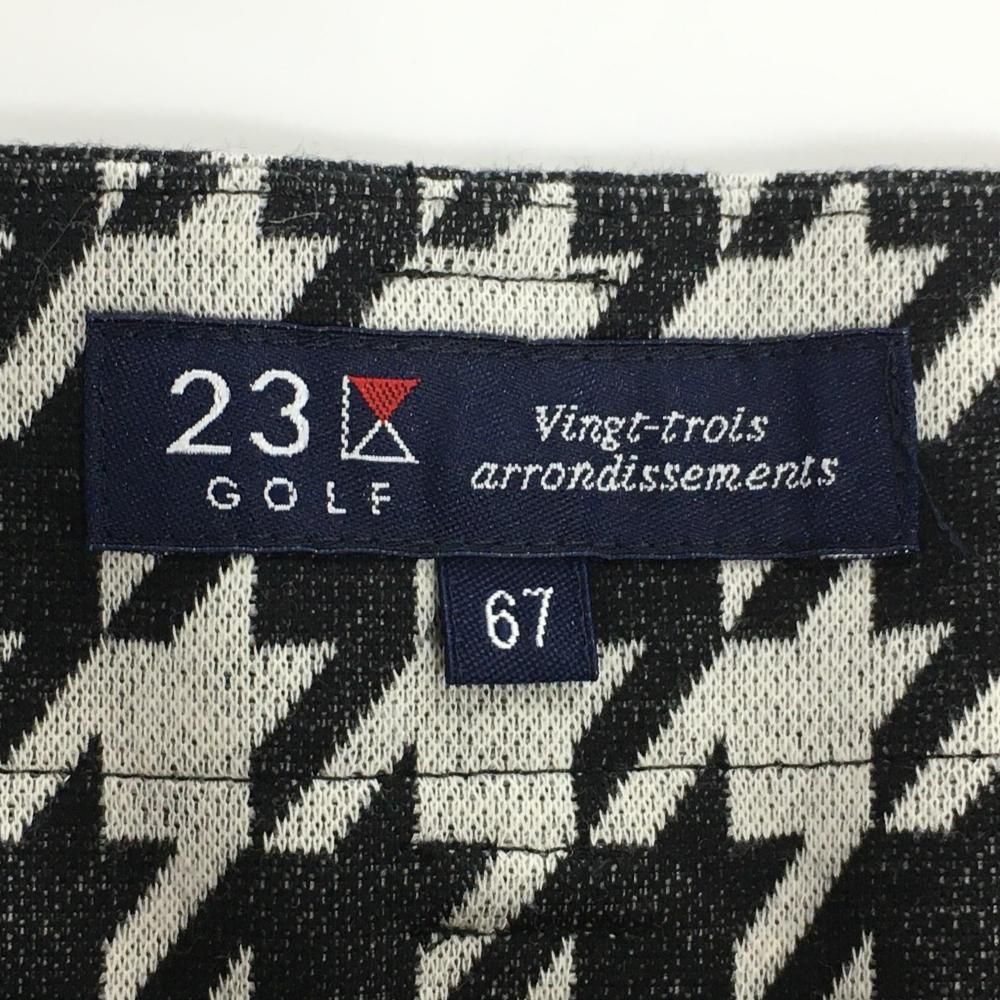 23
GOLF
Vingt-trois
arrondissements
67